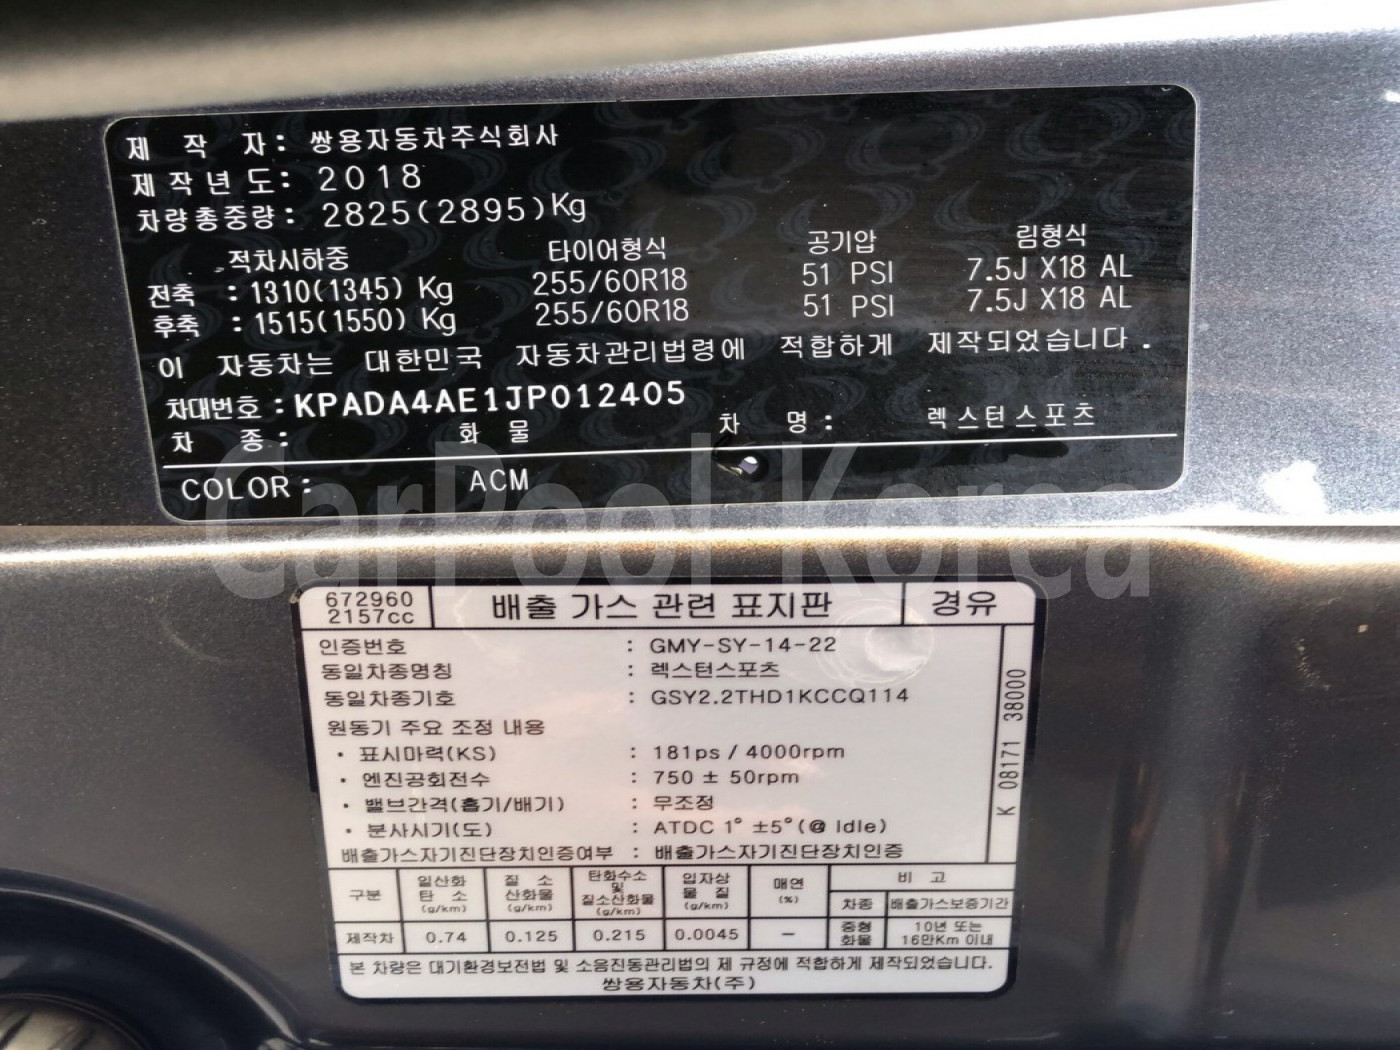 제 작 자: 쌍용자동차주식회사
제작년도: 2018
차량총중량: 2825(2895)Kg
적차시하중 타이어형식 공기압 림형식
전축 : 1310(1345) Kg 255/60R18 51 PSI 7.5J X18 AL
후축 : 1515(1550) Kg 255/60R18 51 PSI 7.5J X18 AL
이 자동차는 대한민국 자동차관리법령에 적합하게 제작되었습니다.
차대번호 : KPADA4AE1JP012405
차 종: 화 물 차 명: 렉스턴스포츠
COLOR: ACM
CarPool Korea
672960
2157cc
배출 가스 관련 표지판
경유
인증번호 : GMY-SY-14-22
동일차종명칭 : 렉스턴스포츠
동일차종기호 : GSY2.2THD1KCCQ114
원동기 주요 조정 내용
· 표시마력(KS) : 181ps / 4000rpm
· 엔진공회전수 : 750 ± 50rpm
· 밸브간격(흡기/배기) : 무조정
· 분사시기(도) : ATDC 1° ±5°(@ Idle)
배출가스자기진단장치인증여부 : 배출가스자기진단장치인증
K 08171 38000
구분 일산화탄소 (g/km) 질소산화물 (g/km) 탄화수소 및 질소산화물 (g/km) 입자상물질 (g/km) 매연 (%) 비 고
차종 배출가스보증기간
제작차 0.74 0.125 0.215 0.0045 − 중형화물 10년 또는 16만Km 이내
본 차량은 대기환경보전법 및 소음진동관리법의 제 규정에 적합하게 제작되었습니다.
쌍용자동차(주)